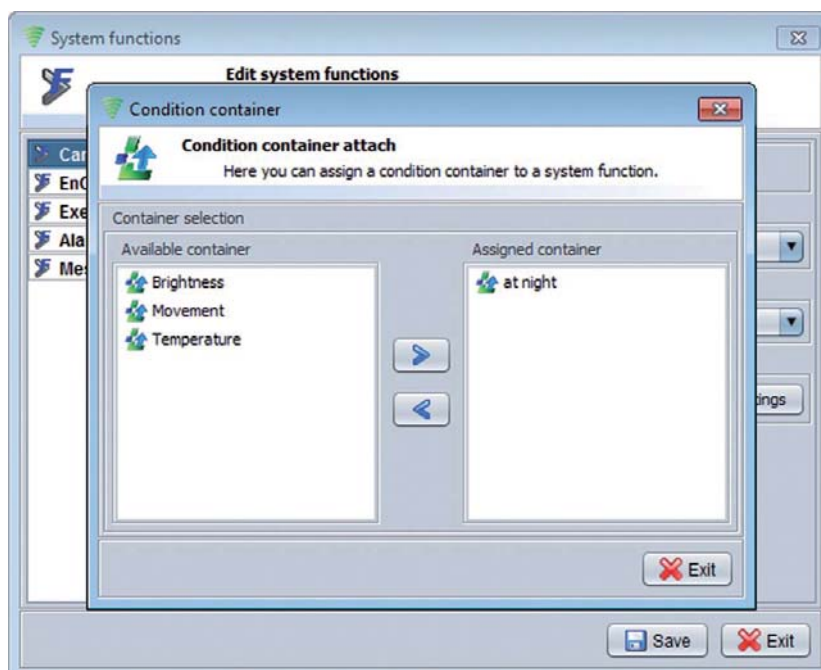 System functions
Edit system functions
Condition container
Condition container attach
Here you can assign a condition container to a system function.
Container selection
Available container
Assigned container
Brightness
Movement
Temperature
at night
Exit
Save
Exit